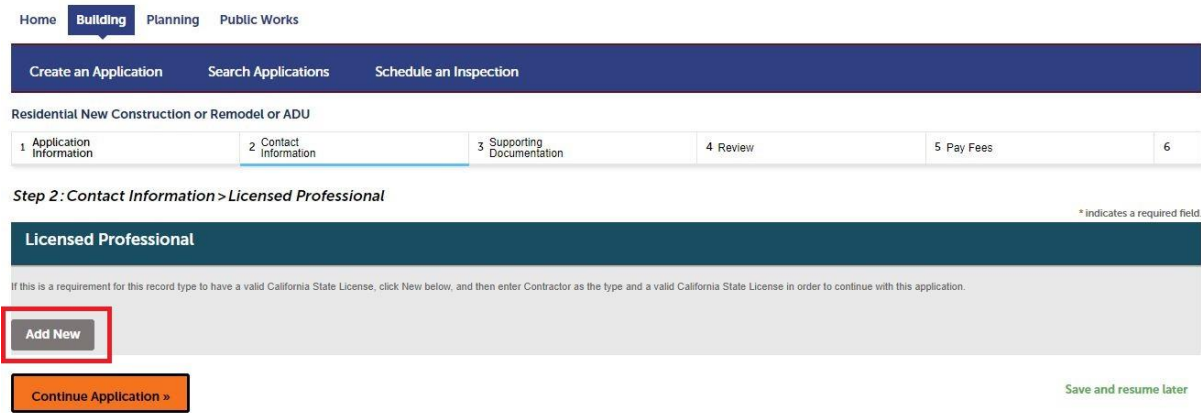 Home Building Planning Public Works
Create an Application Search Applications Schedule an Inspection
Residential New Construction or Remodel or ADU
1 Application Information
2 Contact Information
3 Supporting Documentation
4 Review
5 Pay Fees
6
Step 2: Contact Information > Licensed Professional
* indicates a required field.
Licensed Professional
If this is a requirement for this record type to have a valid California State License, click New below, and then enter Contractor as the type and a valid California State License in order to continue with this application.
Add New
Continue Application »
Save and resume later